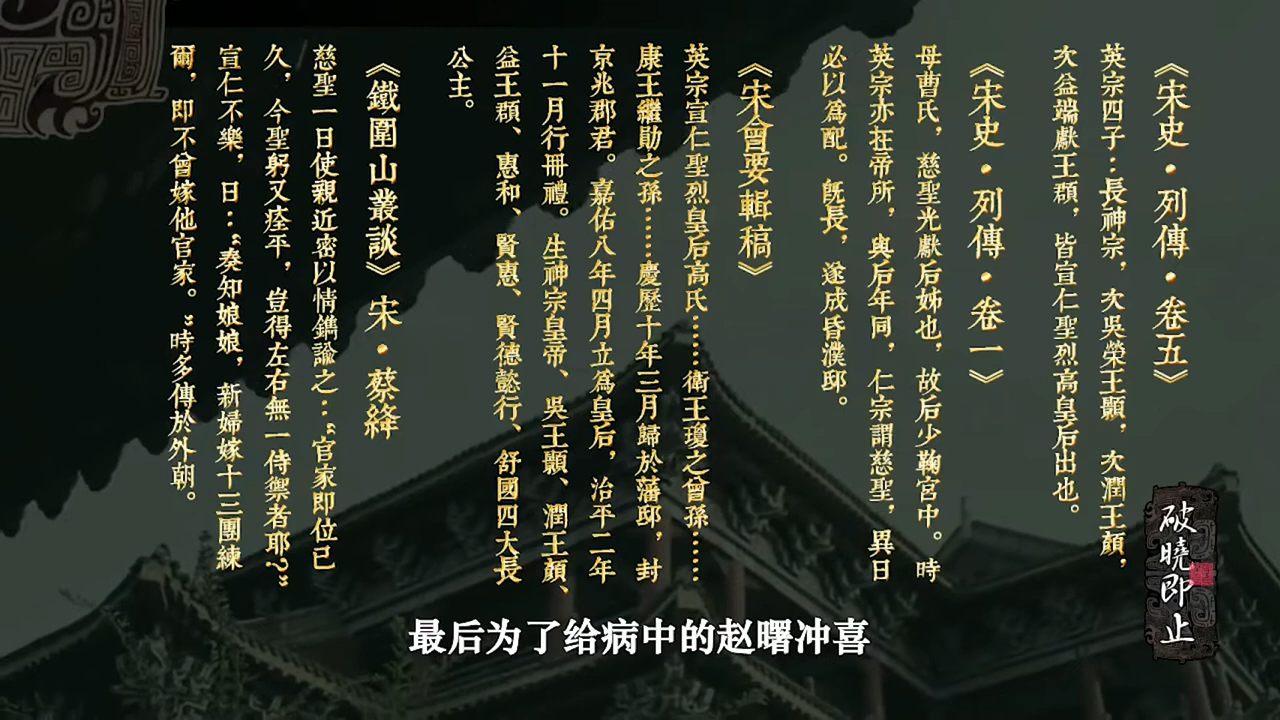 《宋史·列傳·卷五》
英宗四子：長神宗，次吳榮王顥，次潤王顏，
次益端獻王頵，皆宣仁聖烈高皇后出也。
《宋史·列傳·卷一》
母曹氏，慈聖光獻后姊也，故后少鞠宮中。時
英宗亦在帝所，與后年同，仁宗謂慈聖，異日
必以爲配。既長，遂成昏濮邸。
《宋會要輯稿》
英宗宣仁聖烈皇后高氏……衛王瓊之曾孫……
康王繼勛之孫……慶歷十年三月歸於藩邸，封
京兆郡君。嘉佑八年四月立爲皇后，治平二年
十一月行冊禮。生神宗皇帝、吳王顥、潤王顏、
益王頵、惠和、賢惠、賢德懿行、舒國四大長
公主。
《鐵圍山叢談》宋·蔡絳
慈聖一日使親近密以情鐫諭之：“官家即位已
久，今聖躬又痊平，豈得左右無一侍禦者耶？”
宣仁不樂，曰：“奏知娘娘，新婦嫁十三團練
爾，即不曾嫁他官家。”時多傳於外朝。
破曉即止
最后为了给病中的赵曙冲喜